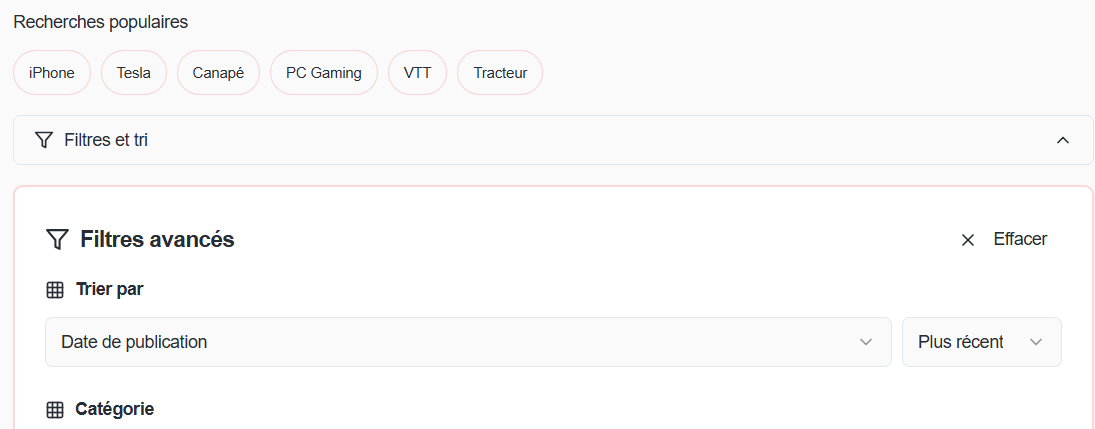 Recherches populaires
iPhone Tesla Canapé PC Gaming VTT Tracteur
Filtres et tri
Filtres avancés Effacer
Trier par
Date de publication Plus récent
Catégorie